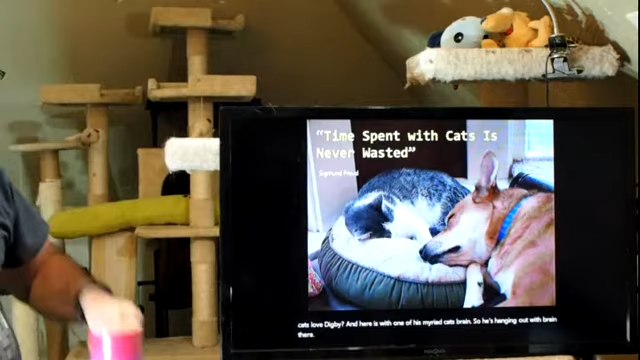 "Time Spent with Cats Is
Never Wasted"
Sigmund Freud
cats love Digby? And here is with one of his myriad cats brain. So he's hanging out with brein
there.